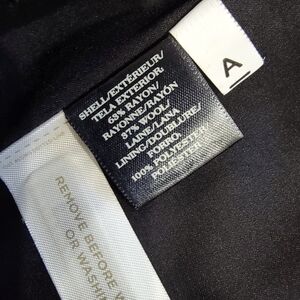 SHELL/EXTÉRIEUR/
TELA EXTERIOR:
63% RAYON/
RAYONNE/RAYÓN
37% WOOL/
LAINE/LANA
LINING/DOUBLURE/
FORRO:
100% POLYESTER/
POLIÉSTER
A
REMOVE BEFORE W
OR WASHI